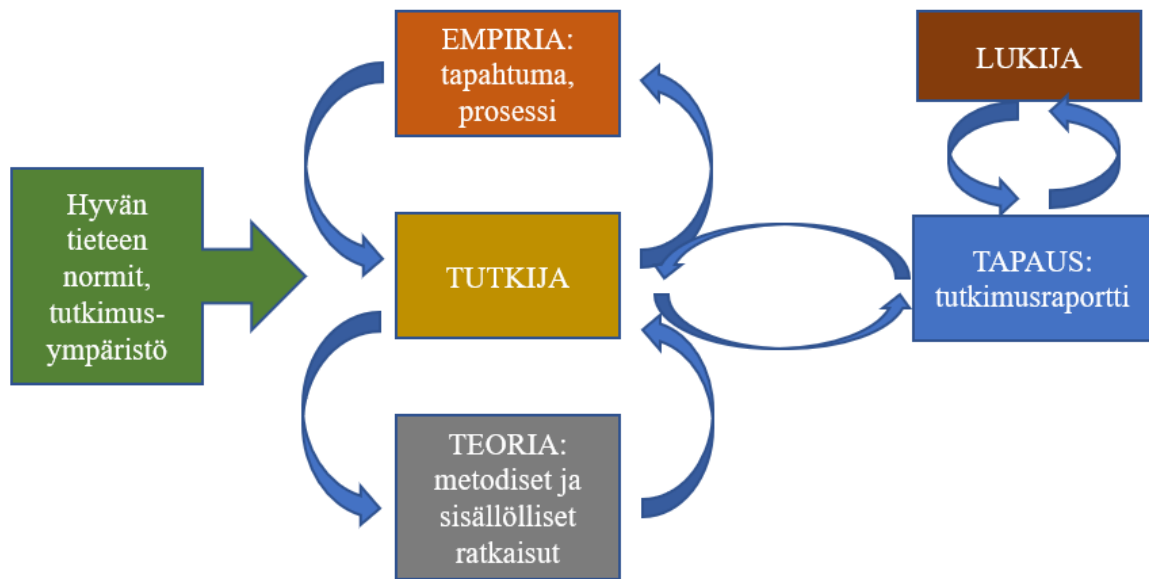 EMPIRIA:
tapahtuma,
prosessi
LUKIJA
Hyvän
tieteen
normit,
tutkimus-
ympäristö
TUTKIJA
TAPAUS:
tutkimusraportti
TEORIA:
metodiset ja
sisällölliset
ratkaisut